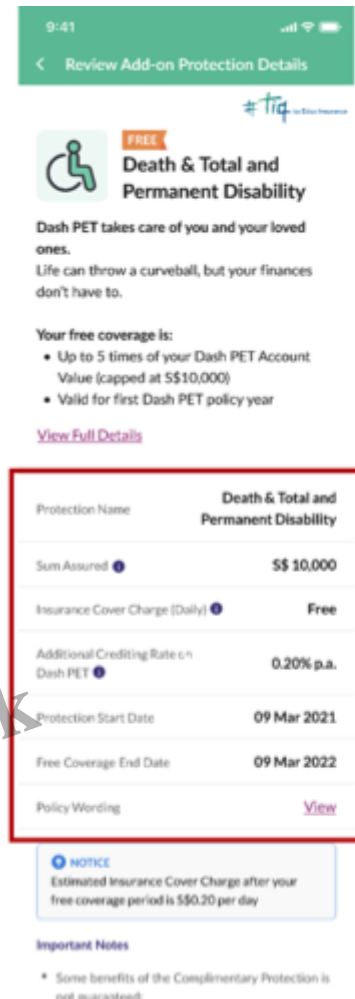 9:41
Review Add-on Protection Details
#Tiq by Etiqa Insurance
FREE
Death & Total and
Permanent Disability
Dash PET takes care of you and your loved
ones.
Life can throw a curveball, but your finances
don't have to.
Your free coverage is:
• Up to 5 times of your Dash PET Account
Value (capped at S$10,000)
• Valid for first Dash PET policy year
View Full Details
Protection Name Death & Total and
Permanent Disability
Sum Assured S$ 10,000
Insurance Cover Charge (Daily) Free
Additional Crediting Rate on
Dash PET 0.20% p.a.
Protection Start Date 09 Mar 2021
Free Coverage End Date 09 Mar 2022
Policy Wording View
NOTICE
Estimated Insurance Cover Charge after your
free coverage period is S$0.20 per day
Important Notes
* Some benefits of the Complimentary Protection is
not guaranteed;